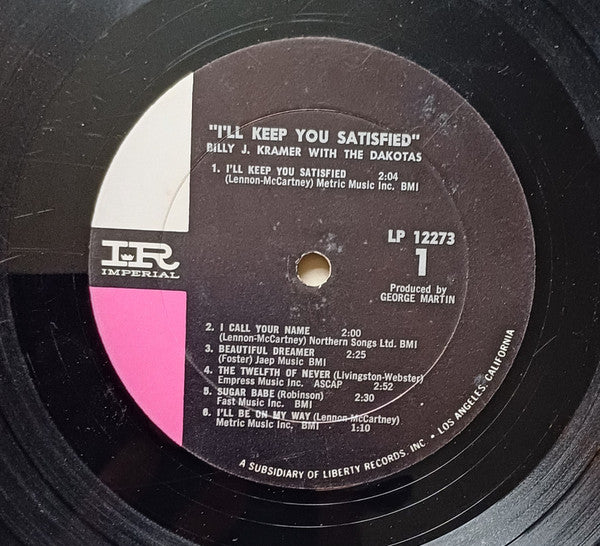 "I'LL KEEP YOU SATISFIED"
BILLY J. KRAMER WITH THE DAKOTAS
1. I'LL KEEP YOU SATISFIED 2:04
(Lennon-McCartney) Metric Music Inc. BMI
LP 12273
1
Produced by
GEORGE MARTIN
IR
IMPERIAL
2. I CALL YOUR NAME 2:00
(Lennon-McCartney) Northern Songs Ltd. BMI
3. BEAUTIFUL DREAMER 2:25
(Foster) Jaep Music BMI
4. THE TWELFTH OF NEVER (Livingston-Webster)
Empress Music Inc. ASCAP 2:52
5. SUGAR BABE (Robinson)
Fast Music Inc. BMI 2:30
6. I'LL BE ON MY WAY (Lennon-McCartney)
Metric Music Inc. BMI 1:10
A SUBSIDIARY OF LIBERTY RECORDS, INC • LOS ANGELES, CALIFORNIA